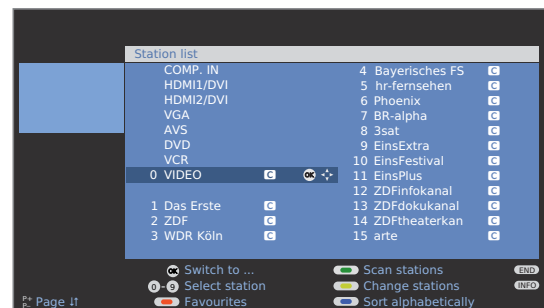 Station list
COMP. IN
HDMI1/DVI
HDMI2/DVI
VGA
AVS
DVD
VCR
0 VIDEO C OK
1 Das Erste C
2 ZDF C
3 WDR Köln C
4 Bayerisches FS C
5 hr-fernsehen C
6 Phoenix C
7 BR-alpha C
8 3sat C
9 EinsExtra C
10 EinsFestival C
11 EinsPlus C
12 ZDFinfokanal C
13 ZDFdokukanal C
14 ZDFtheaterkan C
15 arte C
OK Switch to ...
0-9 Select station
Favourites
Scan stations END
Change stations INFO
Sort alphabetically
P+ P- Page